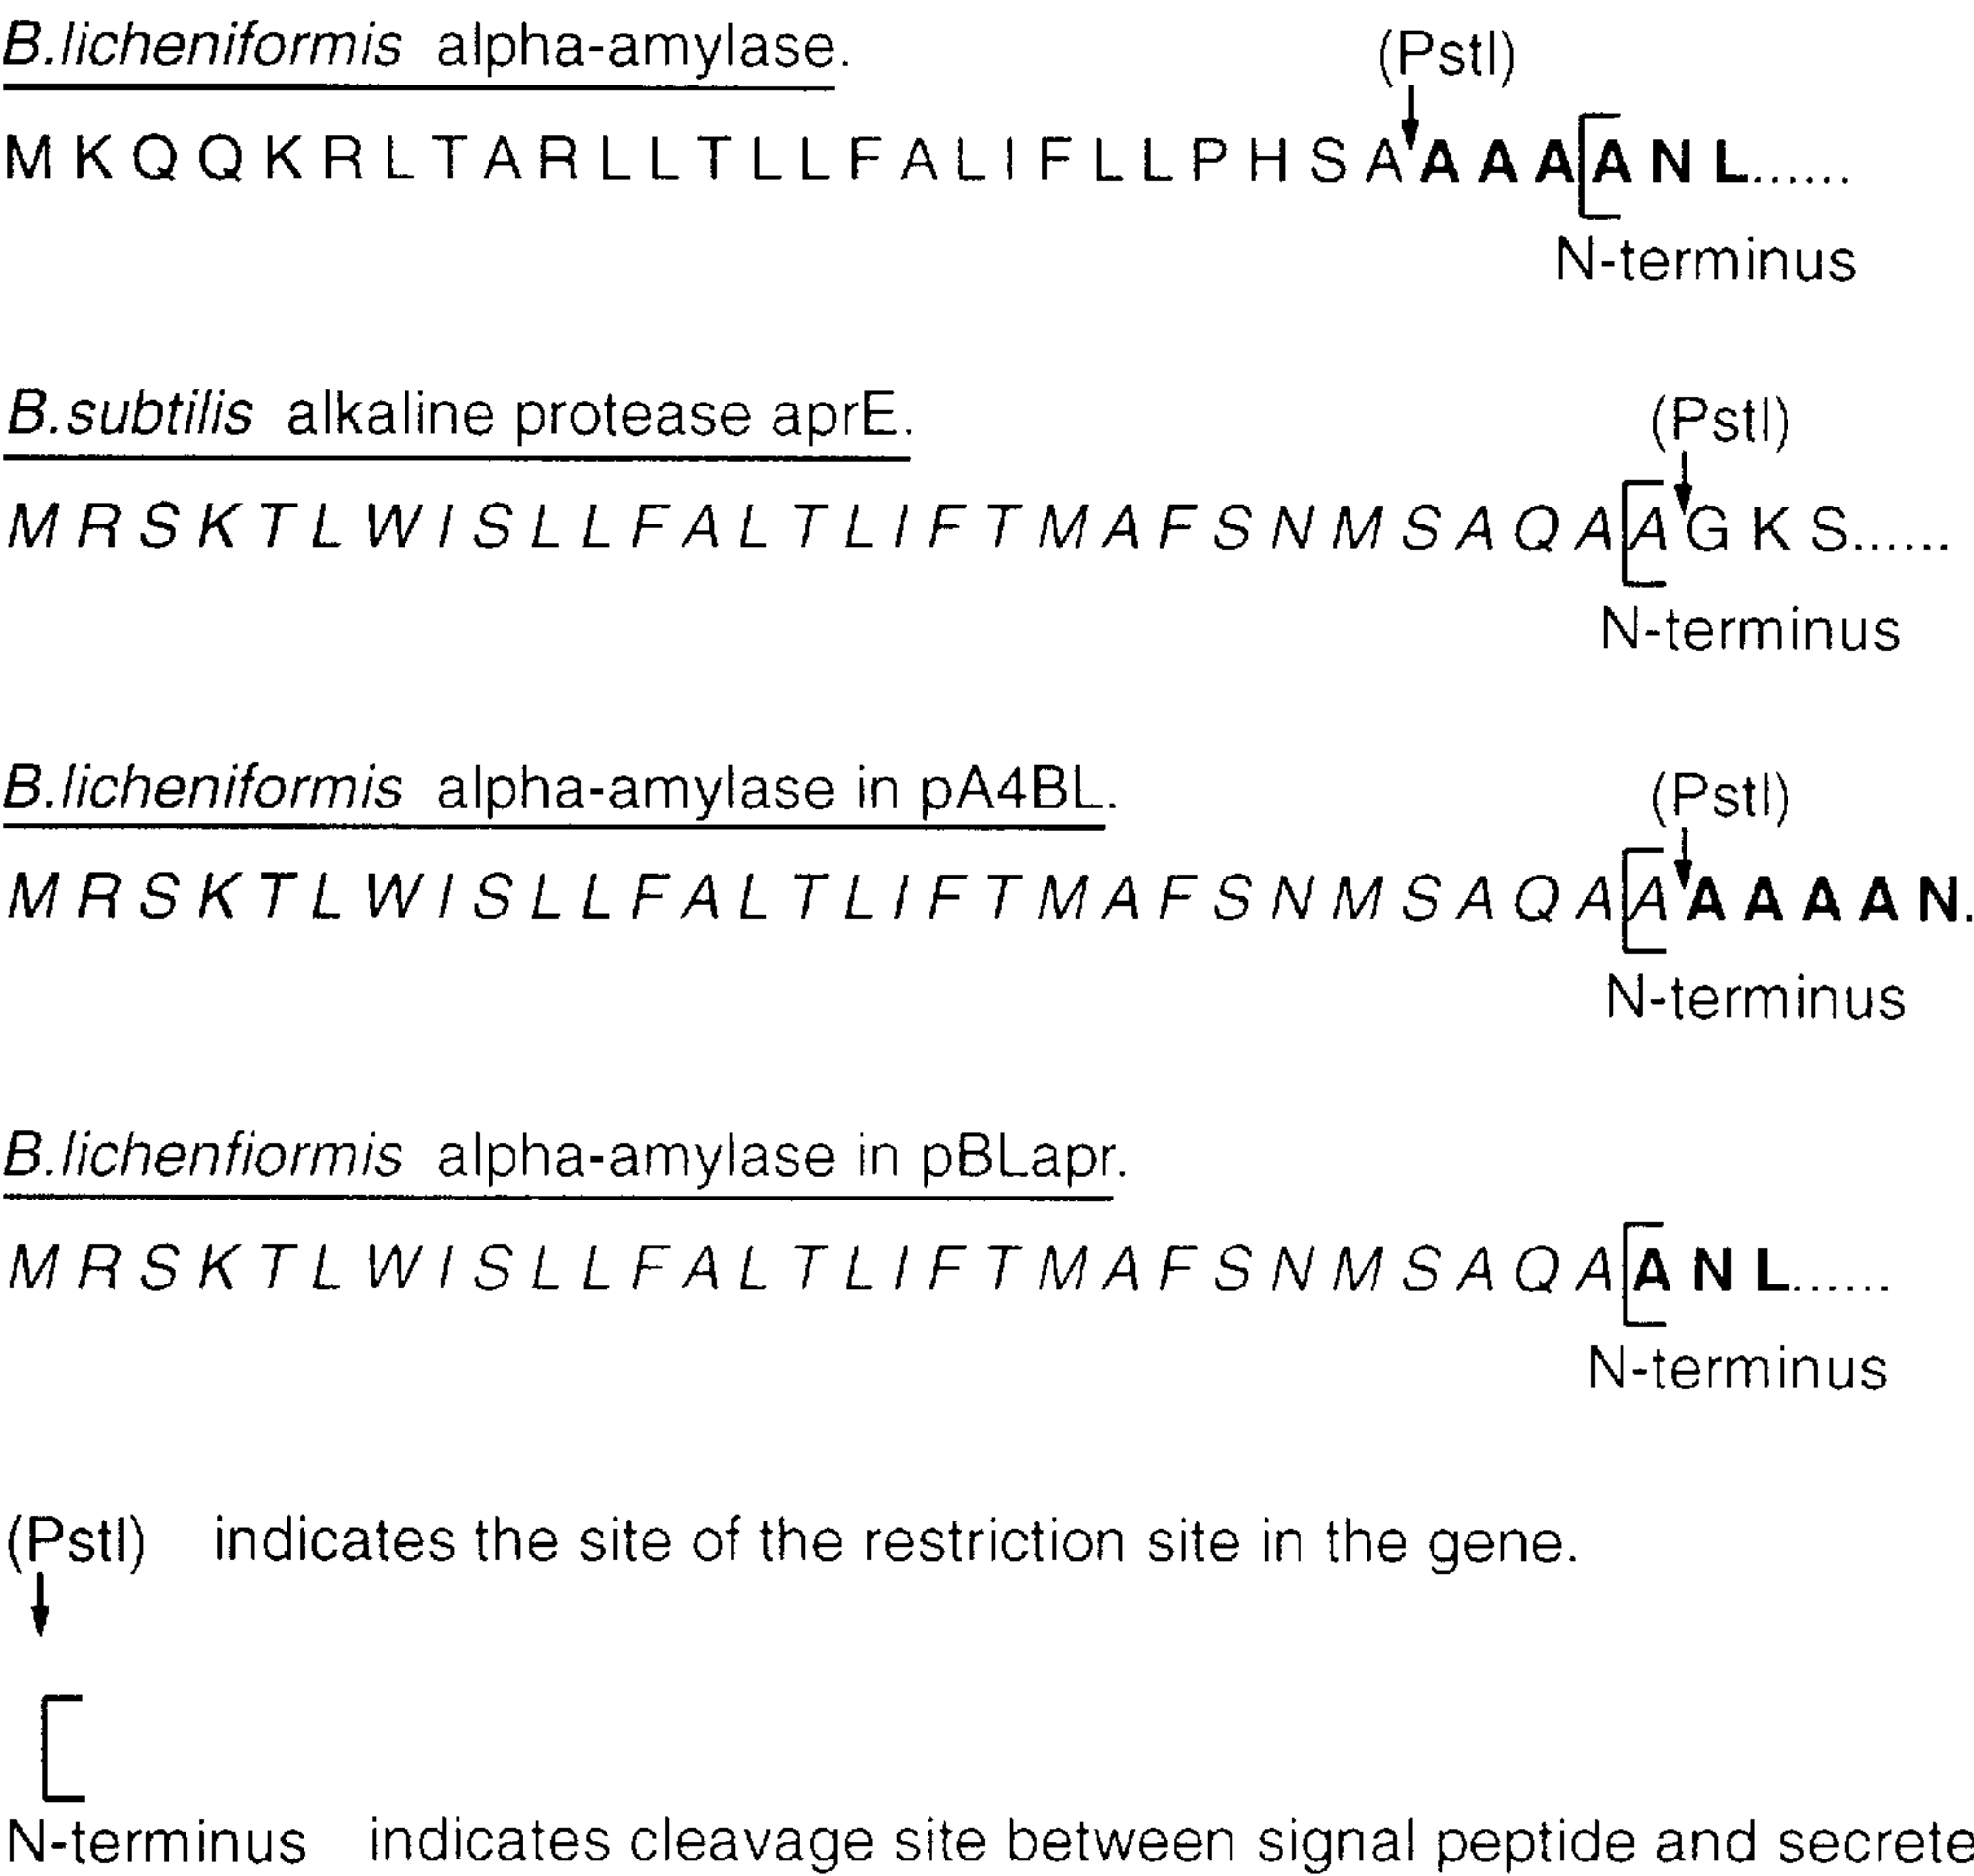 B.licheniformis alpha-amylase.
(PstI)
M K Q Q K R L T A R L L T L L F A L I F L L P H S A A A A A N L......
N-terminus
B.subtilis alkaline protease aprE.
(PstI)
M R S K T L W I S L L F A L T L I F T M A F S N M S A Q A A G K S......
N-terminus
B.licheniformis alpha-amylase in pA4BL.
(PstI)
M R S K T L W I S L L F A L T L I F T M A F S N M S A Q A A A A A A N.
N-terminus
B.lichenfiormis alpha-amylase in pBLapr.
M R S K T L W I S L L F A L T L I F T M A F S N M S A Q A A N L......
N-terminus
(PstI) indicates the site of the restriction site in the gene.
N-terminus indicates cleavage site between signal peptide and secrete